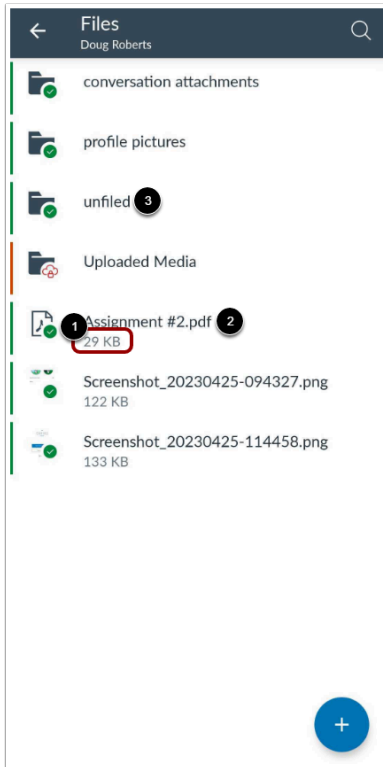 Files
Doug Roberts
conversation attachments
profile pictures
unfiled 3
Uploaded Media
1 Assignment #2.pdf 2
29 KB
Screenshot_20230425-094327.png
122 KB
Screenshot_20230425-114458.png
133 KB
+